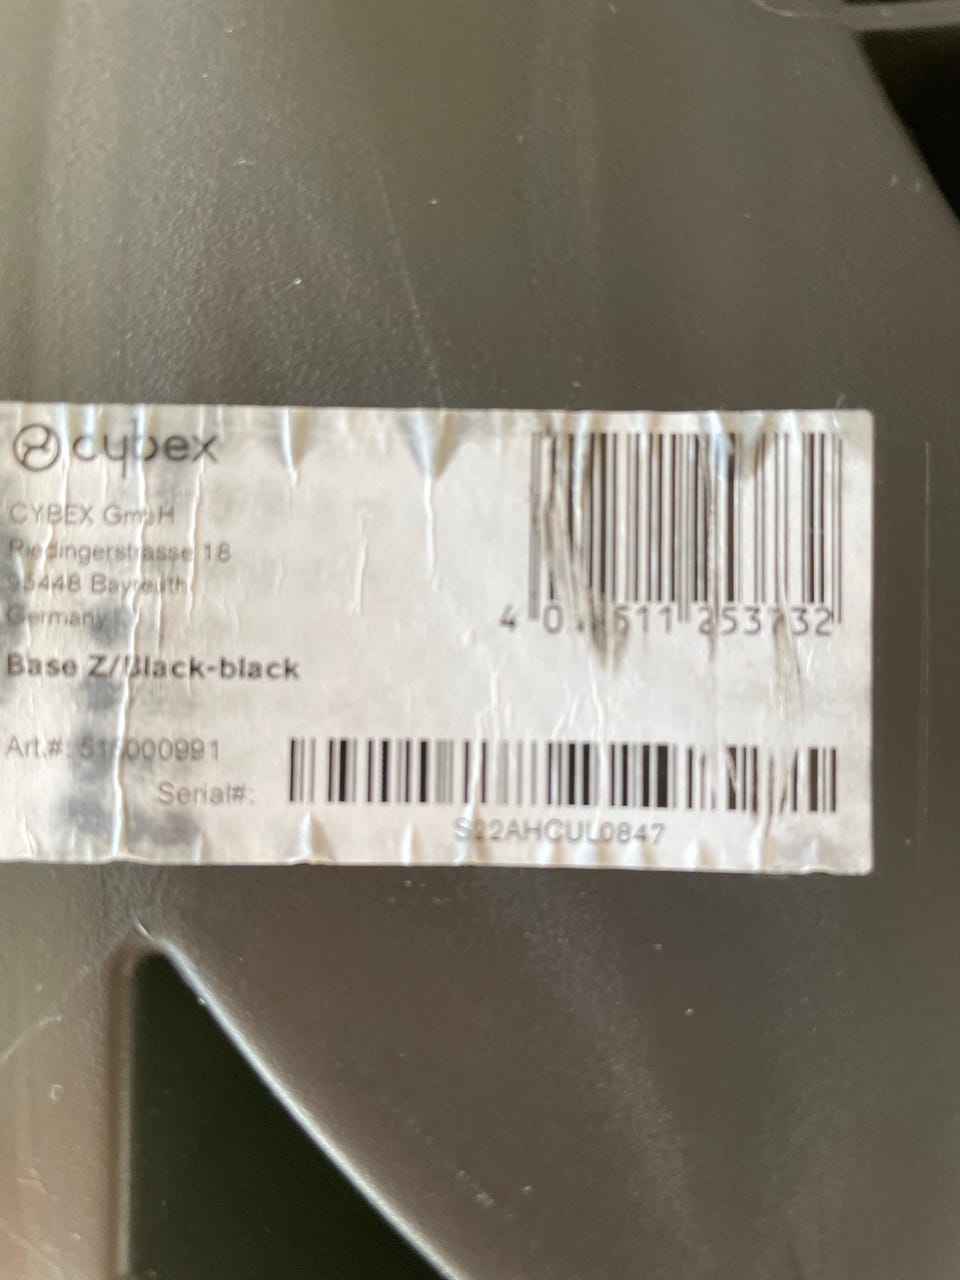 cybex
CYBEX GmbH
Riedingerstrasse 18
95448 Bayreuth
Germany
Base Z/Black-black
Art.#:
Serial#:
S22AHCUL0847